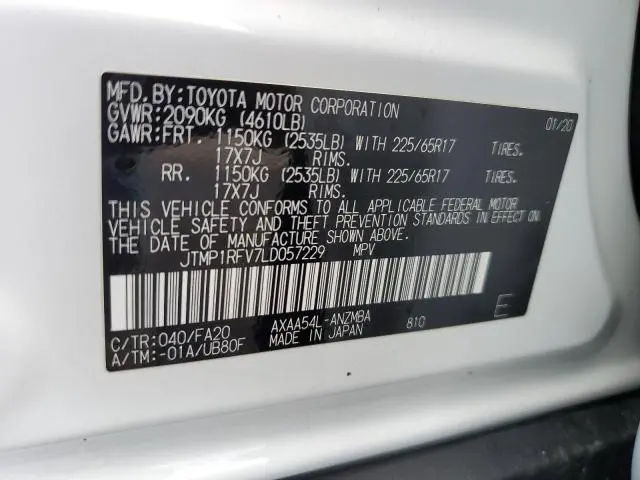 MFD.BY:TOYOTA MOTOR CORPORATION 01/20
GVWR:2090KG (4610LB)
GAWR:FRT. 1150KG (2535LB) WITH 225/65R17 TIRES.
17X7J RIMS.
RR. 1150KG (2535LB) WITH 225/65R17 TIRES.
17X7J RIMS.
THIS VEHICLE CONFORMS TO ALL APPLICABLE FEDERAL MOTOR
VEHICLE SAFETY AND THEFT PREVENTION STANDARDS IN EFFECT ON
THE DATE OF MANUFACTURE SHOWN ABOVE.
JTMP1RFV7LD057229 MPV
C/TR:040/FA20 AXAA54L-ANZMBA 810 E
A/TM:-01A/UB80F MADE IN JAPAN